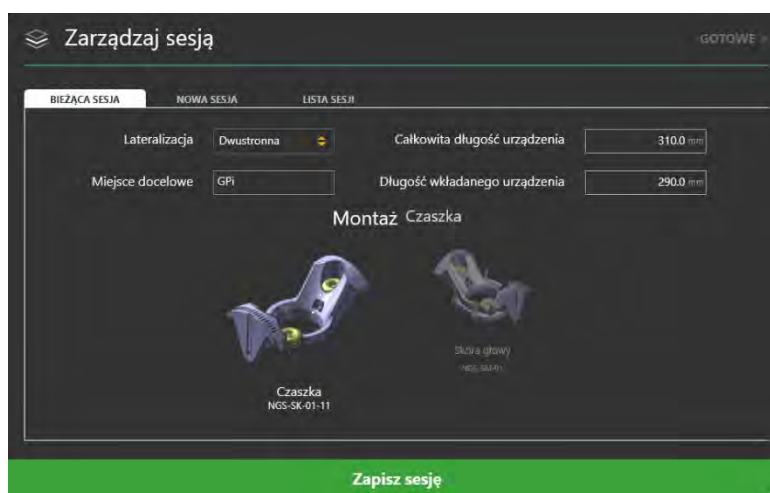 Zarządzaj sesją
GOTOWE
BIEŻĄCA SESJA NOWA SESJA LISTA SESJI
Lateralizacja Dwustronna Całkowita długość urządzenia 310.0 mm
Miejsce docelowe GPi Długość wkładanego urządzenia 290.0 mm
Montaż Czaszka
Skóra głowy
Czaszka
NGS-SK-01-11
Zapisz sesję